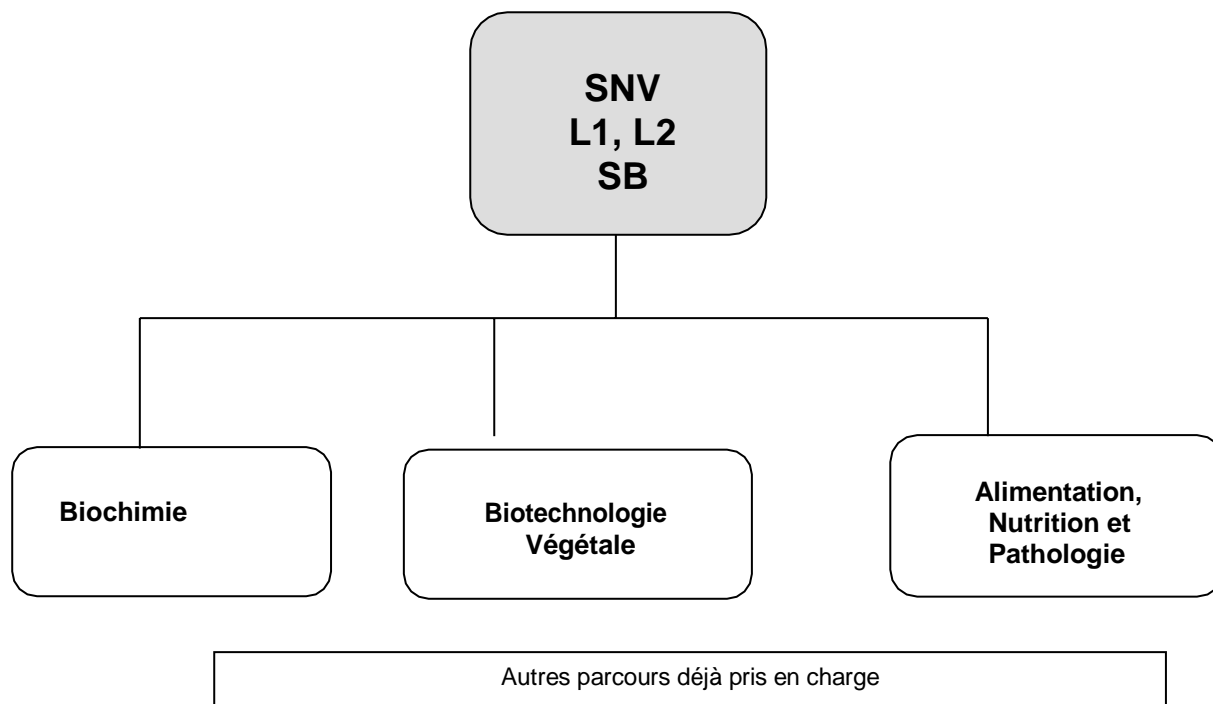 SNV
L1, L2
SB
Biochimie
Biotechnologie
Végétale
Alimentation,
Nutrition et
Pathologie
Autres parcours déjà pris en charge